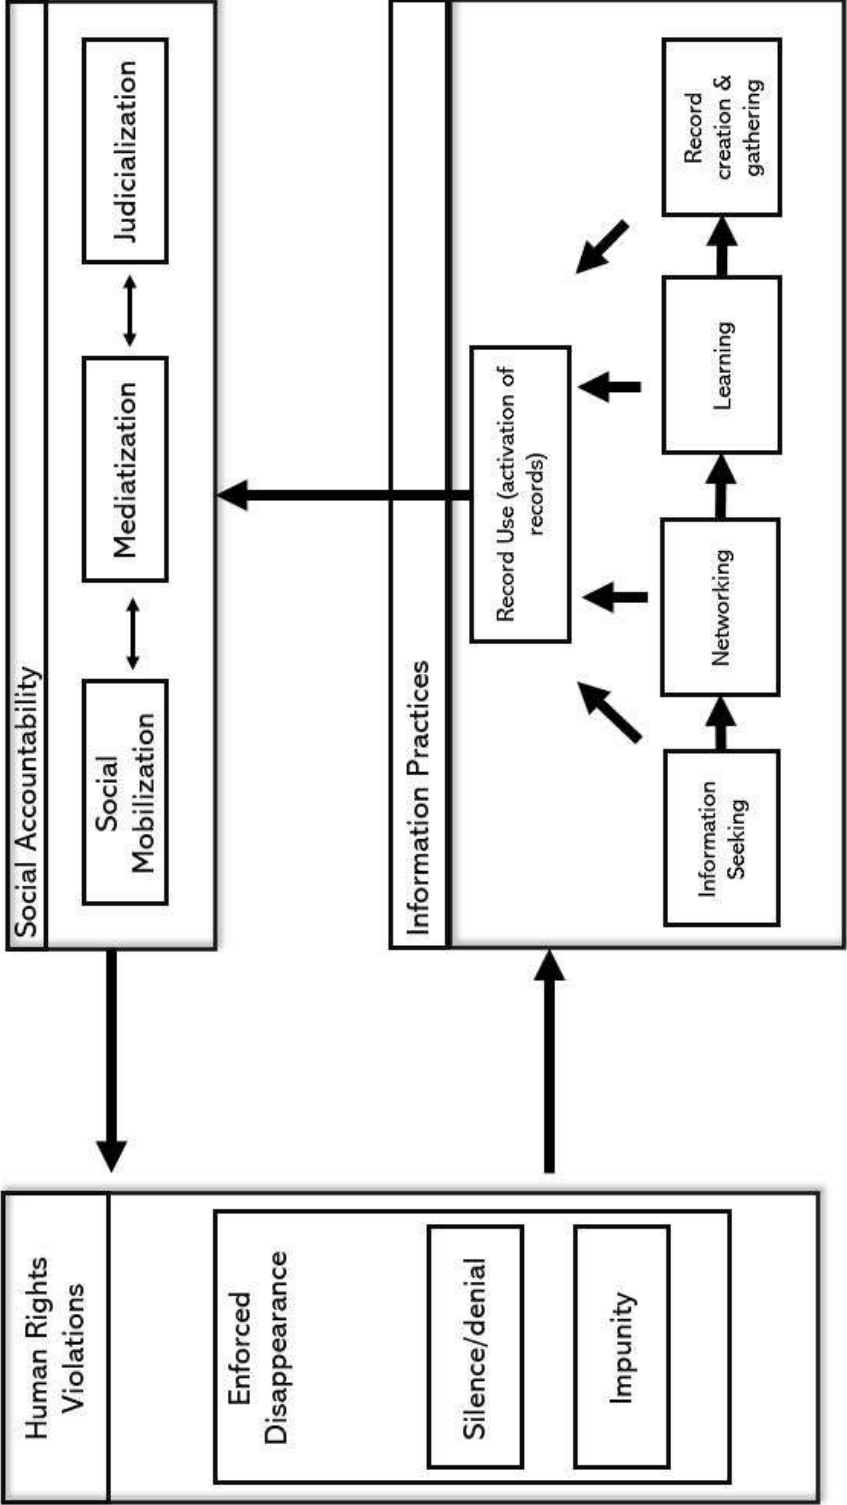 Human Rights
Violations
Enforced
Disappearance
Silence/denial
Impunity
Social Accountability
Social
Mobilization
Mediatization
Judicialization
Information Practices
Record Use (activation of
records)
Information
Seeking
Networking
Learning
Record
creation &
gathering